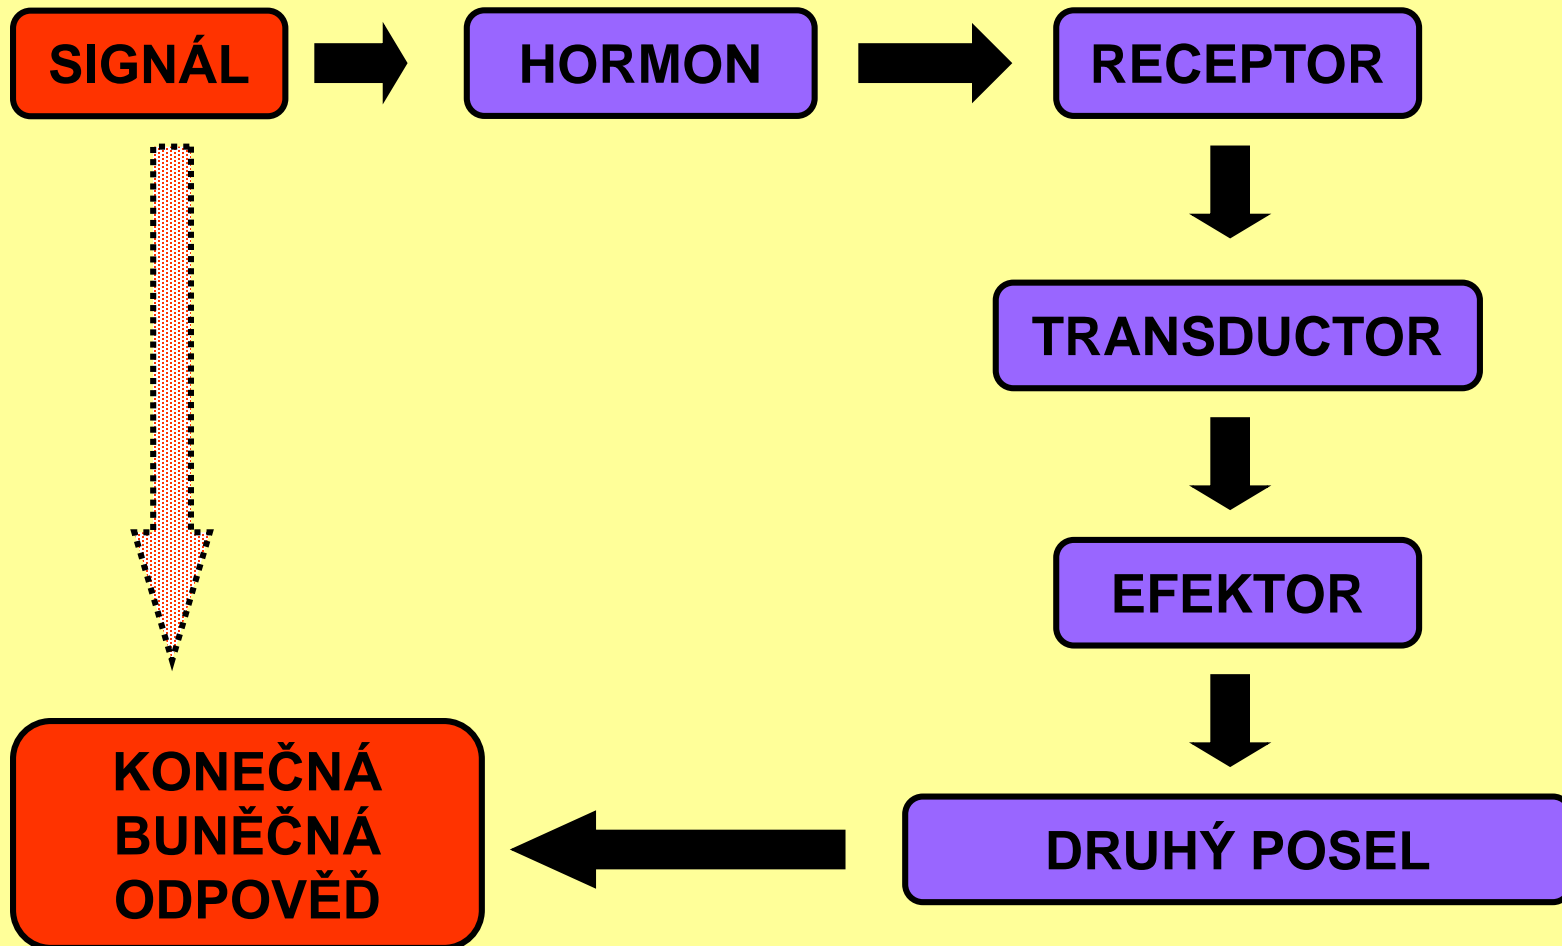 SIGNÁL
HORMON
RECEPTOR
TRANSDUCTOR
EFEKTOR
DRUHÝ POSEL
KONEČNÁ
BUNĚČNÁ
ODPOVĚĎ